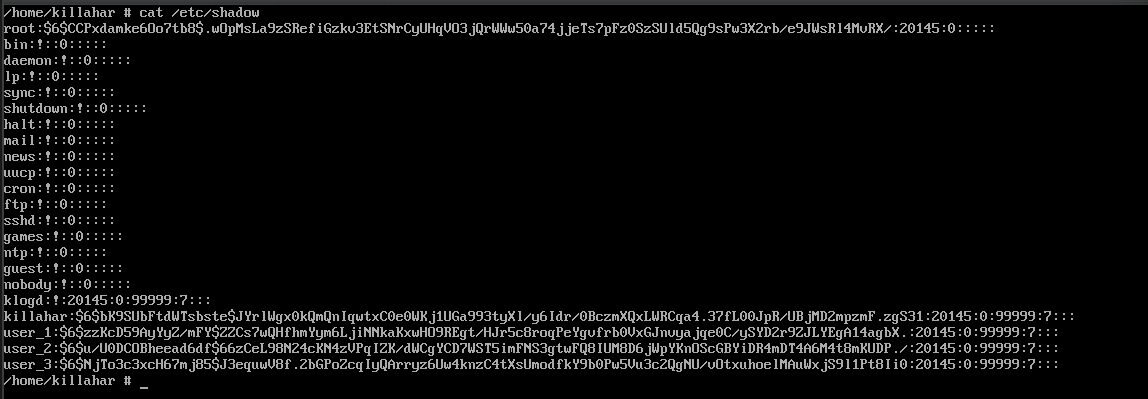 /home/killahar # cat /etc/shadow
root:$6$CCPxdamke6Oo7tb8$.wOpMsLa9zSRefiGzkv3EtSNrCyUHqVO3jQrWWw50a74jjeTs7pFz0SzSUld5Qg9sPw3X2rb/e9JWsRl4MvRX/:20145:0:::::
bin:!::0:::::
daemon:!::0:::::
lp:!::0:::::
sync:!::0:::::
shutdown:!::0:::::
halt:!::0:::::
mail:!::0:::::
news:!::0:::::
uucp:!::0:::::
cron:!::0:::::
ftp:!::0:::::
sshd:!::0:::::
games:!::0:::::
ntp:!::0:::::
guest:!::0:::::
nobody:!::0:::::
klogd:!:20145:0:99999:7:::
killahar:$6$bK9SUbFtdWTsbste$JYrlWgx0kQmQnIqwtxC0e0WKj1UGa993tyXl/y6Idr/0BczmXQxLWRCqa4.37fL00JpR/UBjMD2mpzmF.zgS31:20145:0:99999:7:::
user_1:$6$zzKcD59AyYyZ/mFY$ZZCs7wQHfhmYym6LjiNNkaKxwHO9REqt/HJr5c8roqPeYgvfrb0VxGJnvyajqe0C/ySYD2r9ZJLYEgA14agbX.:20145:0:99999:7:::
user_2:$6$u/U0DCOBheead6df$66zCeL98N24cKN4zVPqIZK/dWCgYCD7WST5imFNS3gtwFQ8IUM8D6jWpYKnOScGBYiDR4mDT4A6M4t8mKUDP./:20145:0:99999:7:::
user_3:$6$NjTo3c3xcH67mj85$J3equwV8f.2bGPoZcqIyQArryz6Uw4knzC4tXsUmodfkY9b0Pw5Vu3c2QgNU/vOtxuhoelMAuWxjS9l1Pt8Ii0:20145:0:99999:7:::
/home/killahar # _